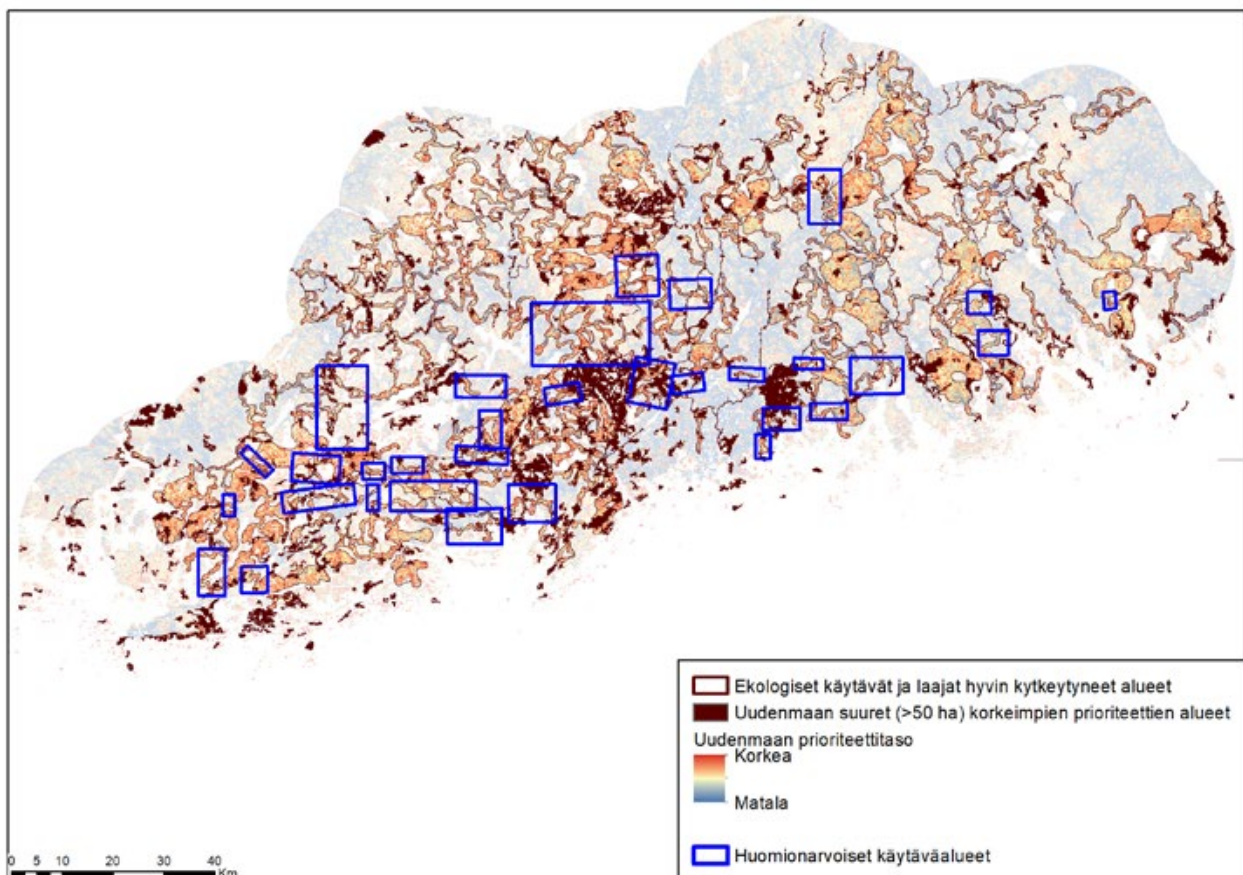 Ekologiset käytävät ja laajat hyvin kytkeytyneet alueet
Uudenmaan suuret (>50 ha) korkeimpien prioriteettien alueet
Uudenmaan prioriteettitaso
Korkea
Matala
Huomionarvoiset käytäväalueet
0 5 10 20 30 40
Km